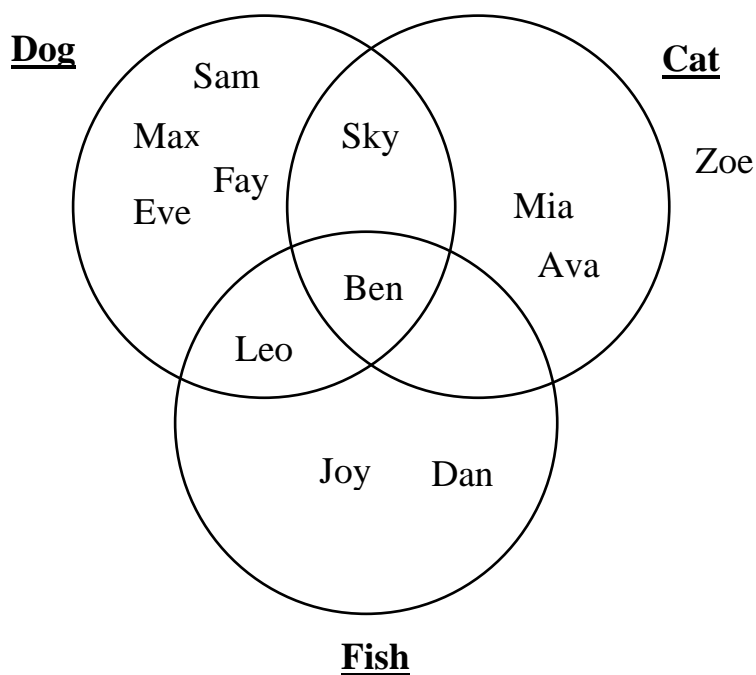 Dog
Cat
Sam
Max
Sky
Zoe
Fay
Eve
Mia
Ava
Ben
Leo
Joy
Dan
Fish